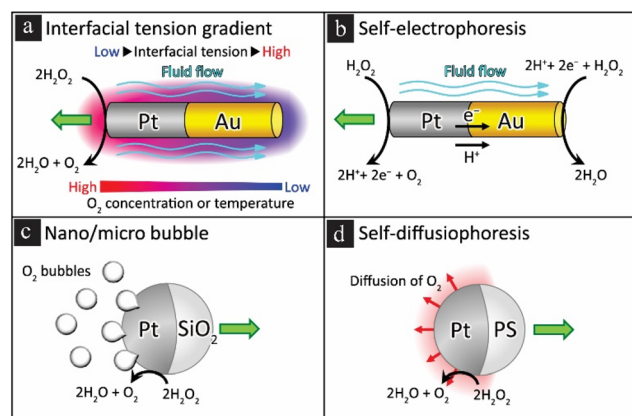 a Interfacial tension gradient
Low ▶ Interfacial tension ▶ High
2H₂O₂
Fluid flow
Pt
Au
2H₂O + O₂
High
Low
O₂ concentration or temperature
b Self-electrophoresis
H₂O₂
Fluid flow
2H⁺+ 2e⁻ + H₂O₂
Pt
e⁻
Au
H⁺
2H⁺+ 2e⁻ + O₂
2H₂O
c Nano/micro bubble
O₂ bubbles
Pt
SiO₂
2H₂O + O₂
2H₂O₂
d Self-diffusiophoresis
Diffusion of O₂
Pt
PS
2H₂O + O₂
2H₂O₂